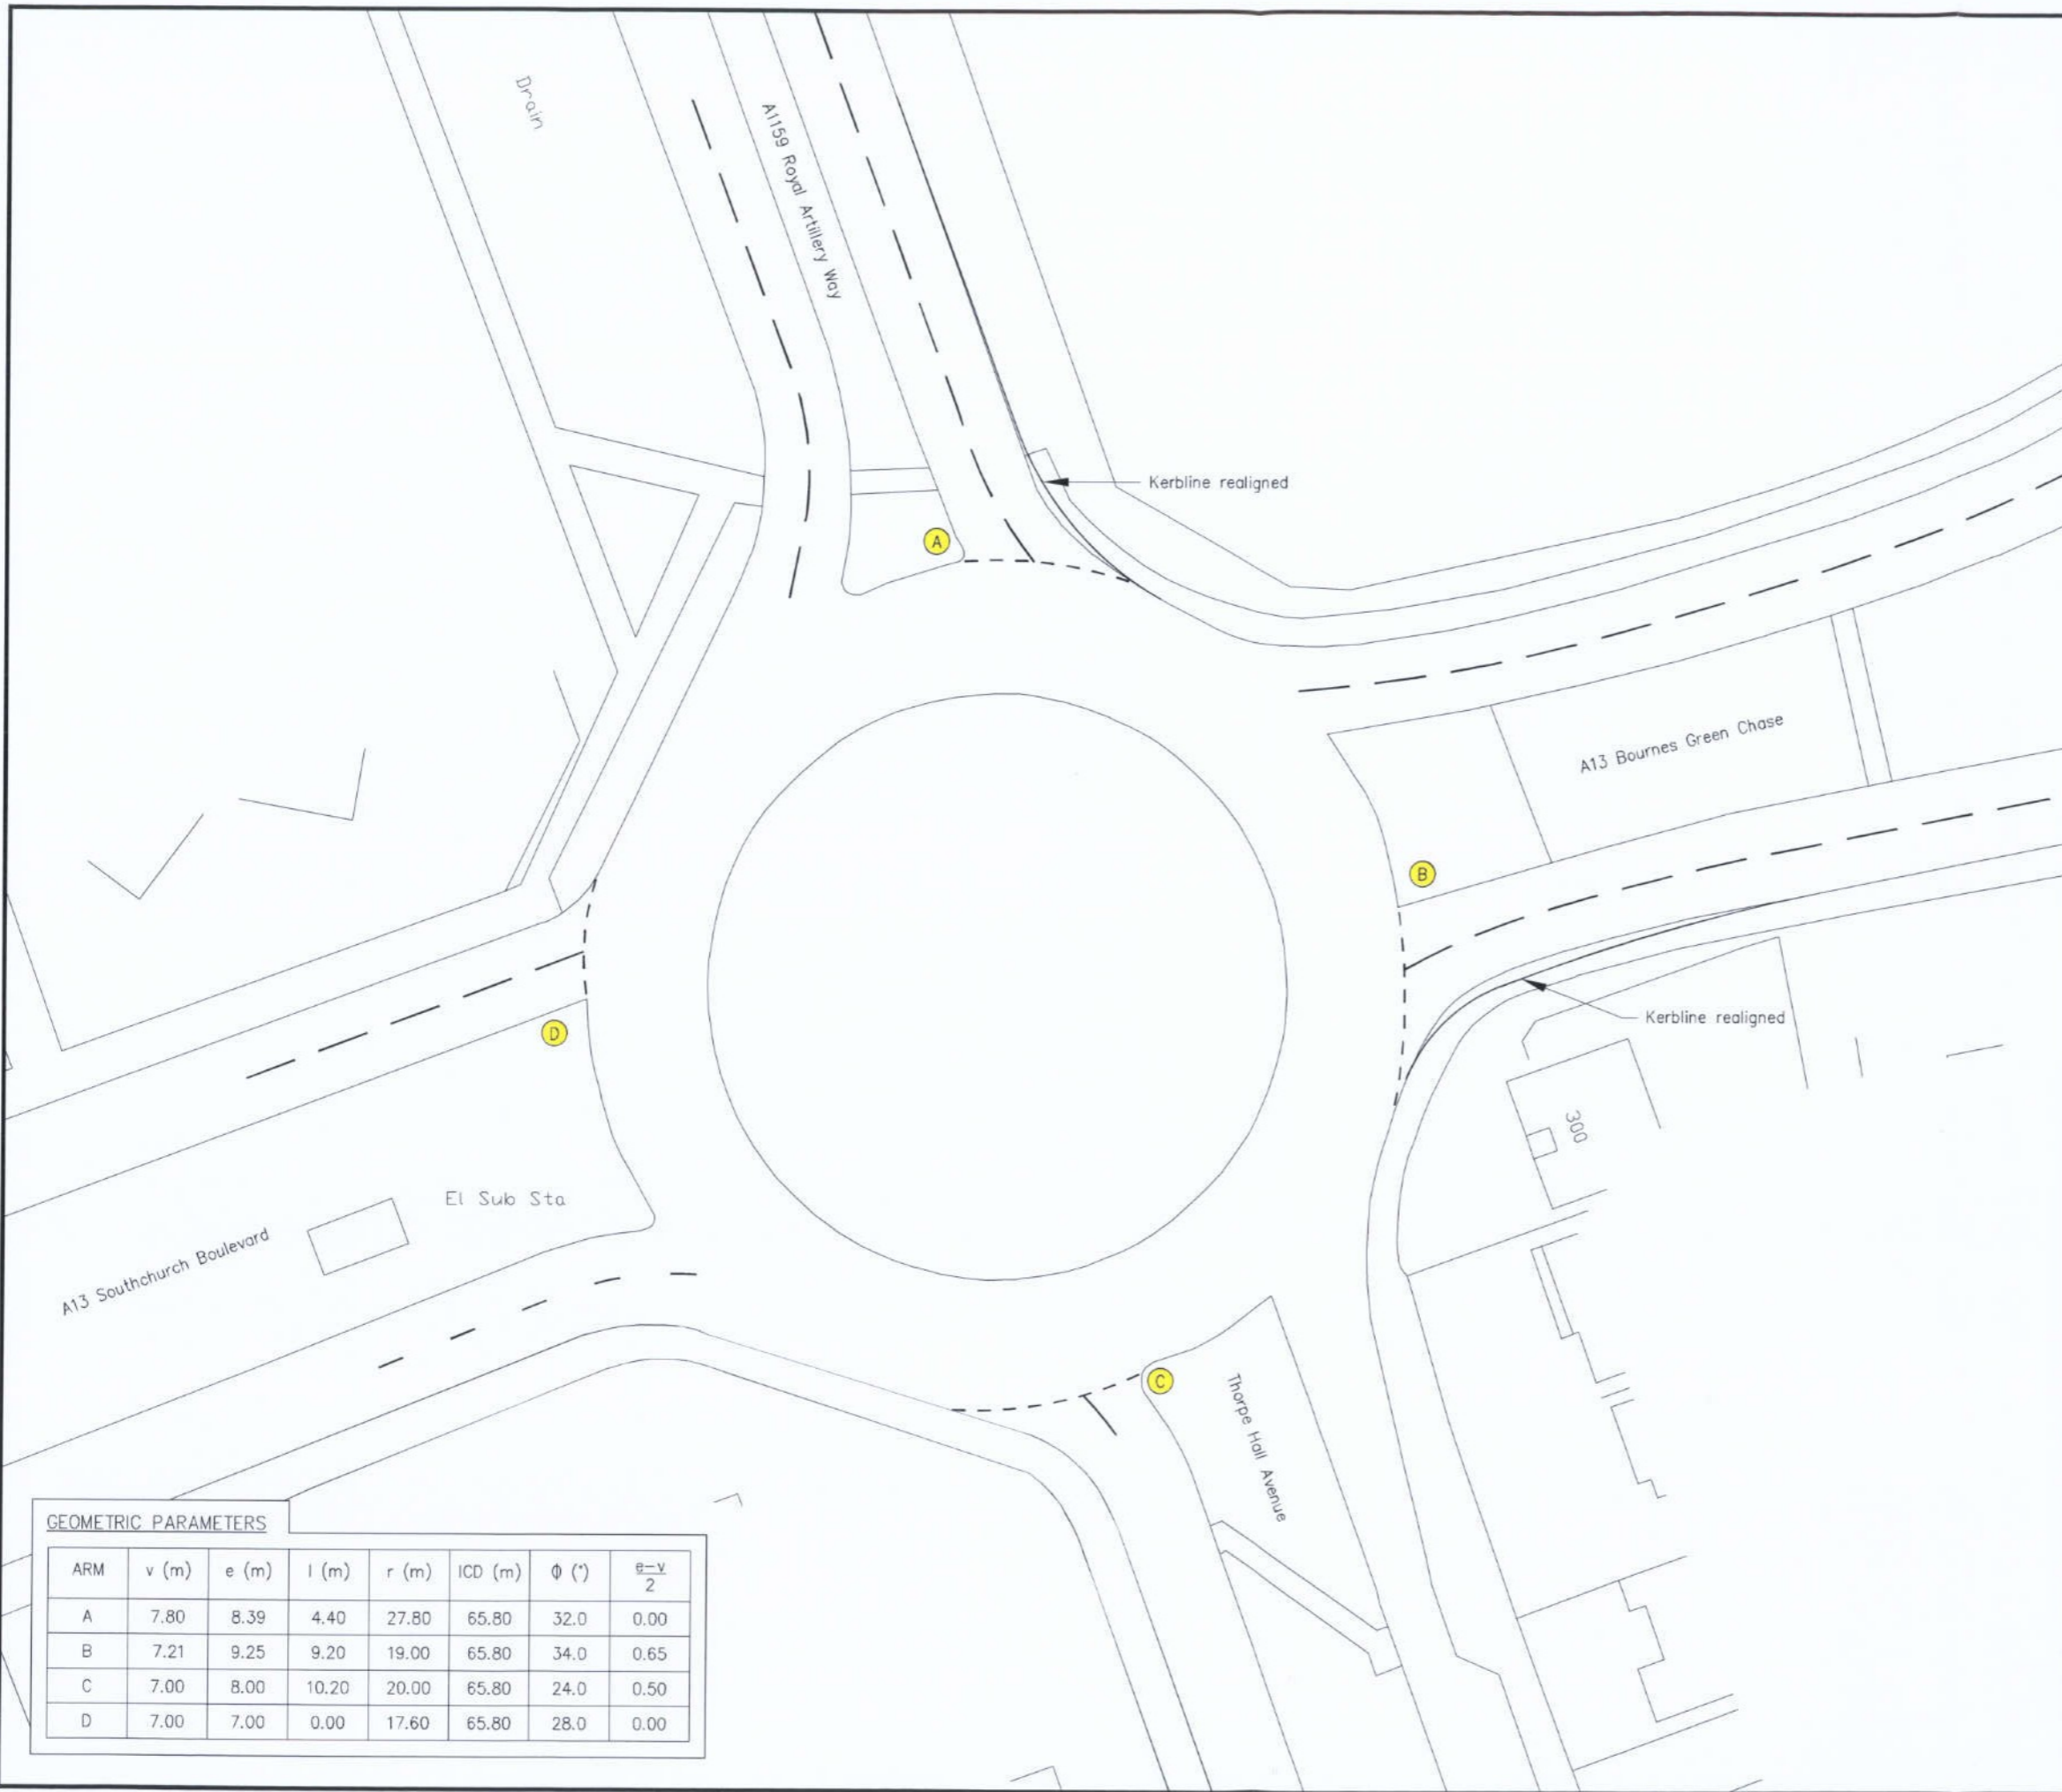 Drain
A1159 Royal Artillery Way
Kerbline realigned
A
A13 Bournes Green Chase
B
Kerbline realigned
D
300
El Sub Sta
A13 Southchurch Boulevard
C
Thorpe Hall Avenue
GEOMETRIC PARAMETERS
ARM v (m) e (m) l (m) r (m) ICD (m) Φ (°) e-v
2
A 7.80 8.39 4.40 27.80 65.80 32.0 0.00
B 7.21 9.25 9.20 19.00 65.80 34.0 0.65
C 7.00 8.00 10.20 20.00 65.80 24.0 0.50
D 7.00 7.00 0.00 17.60 65.80 28.0 0.00